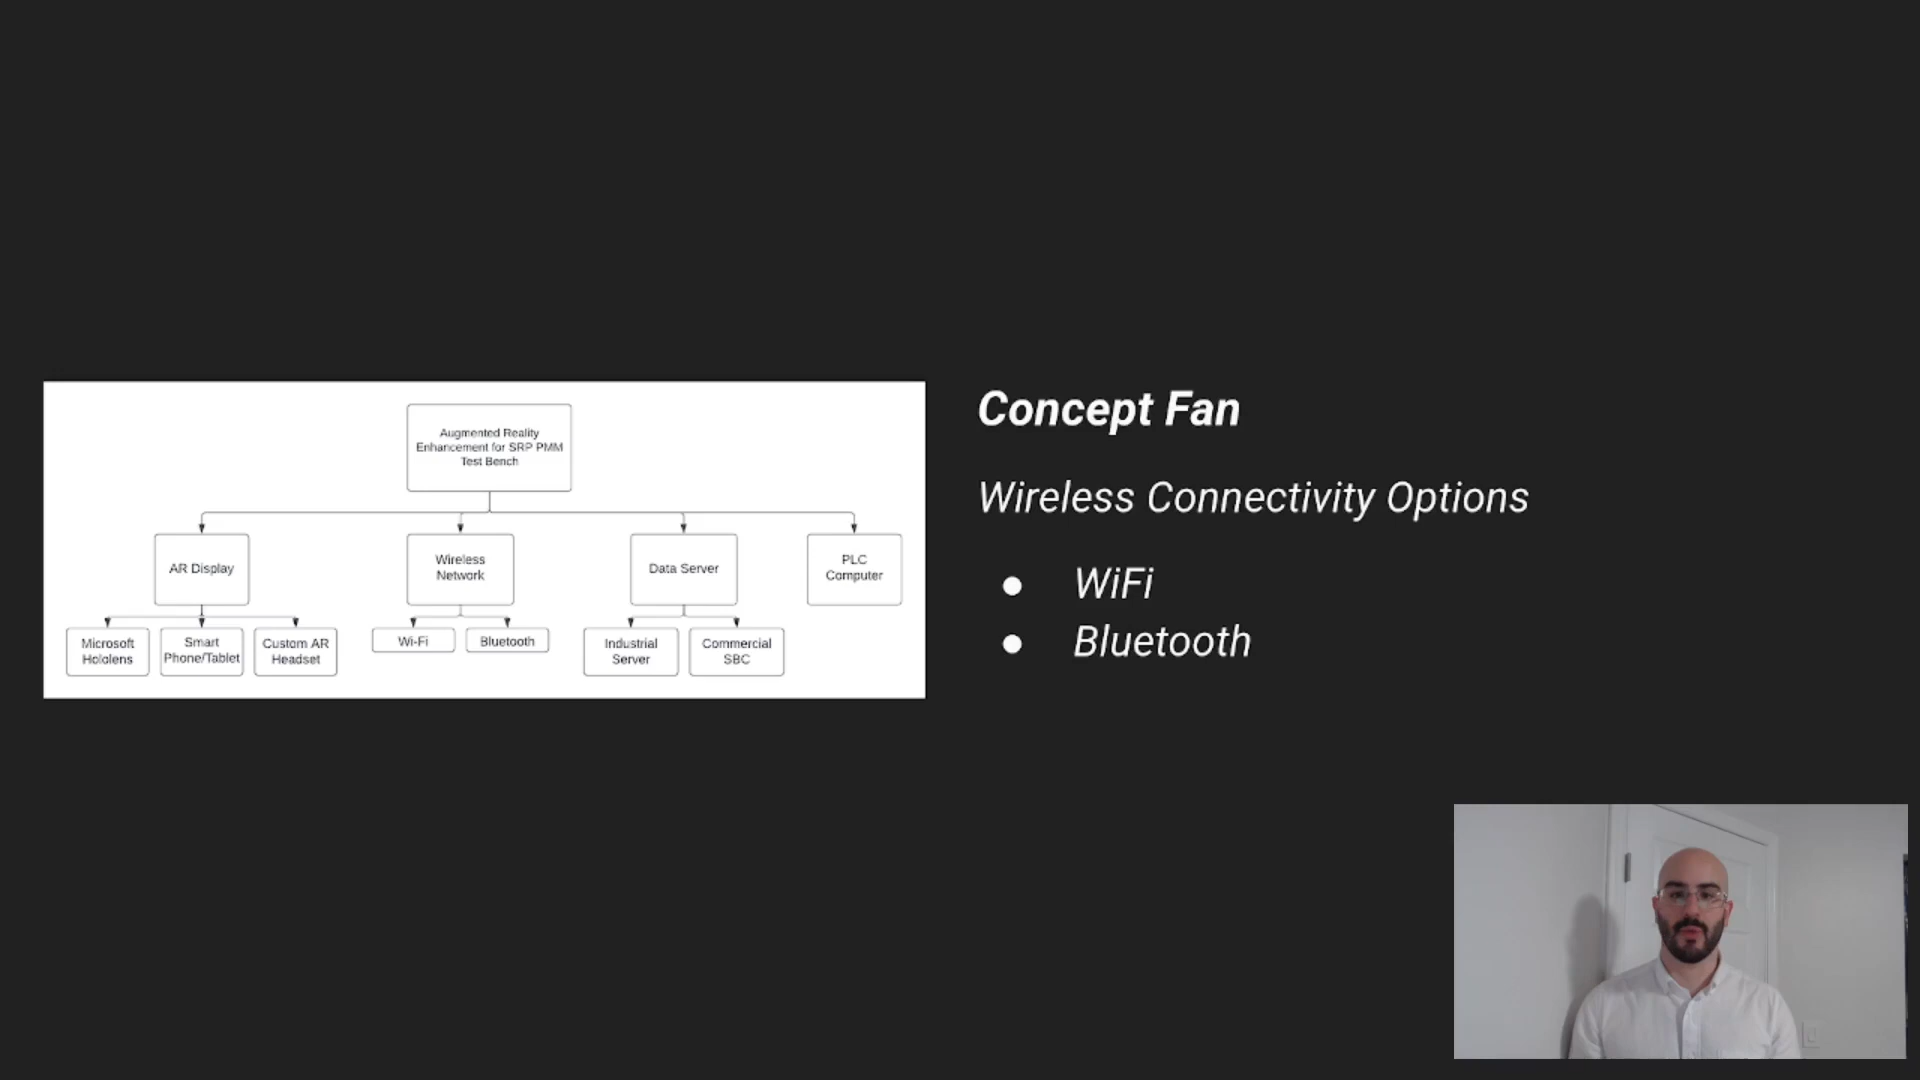 Augmented Reality
Enhancement for SRP PMM
Test Bench
AR Display
Wireless
Network
Data Server
PLC
Computer
Microsoft
Hololens
Smart
Phone/Tablet
Custom AR
Headset
Wi-Fi
Bluetooth
Industrial
Server
Commercial
SBC
Concept Fan
Wireless Connectivity Options
● WiFi
● Bluetooth